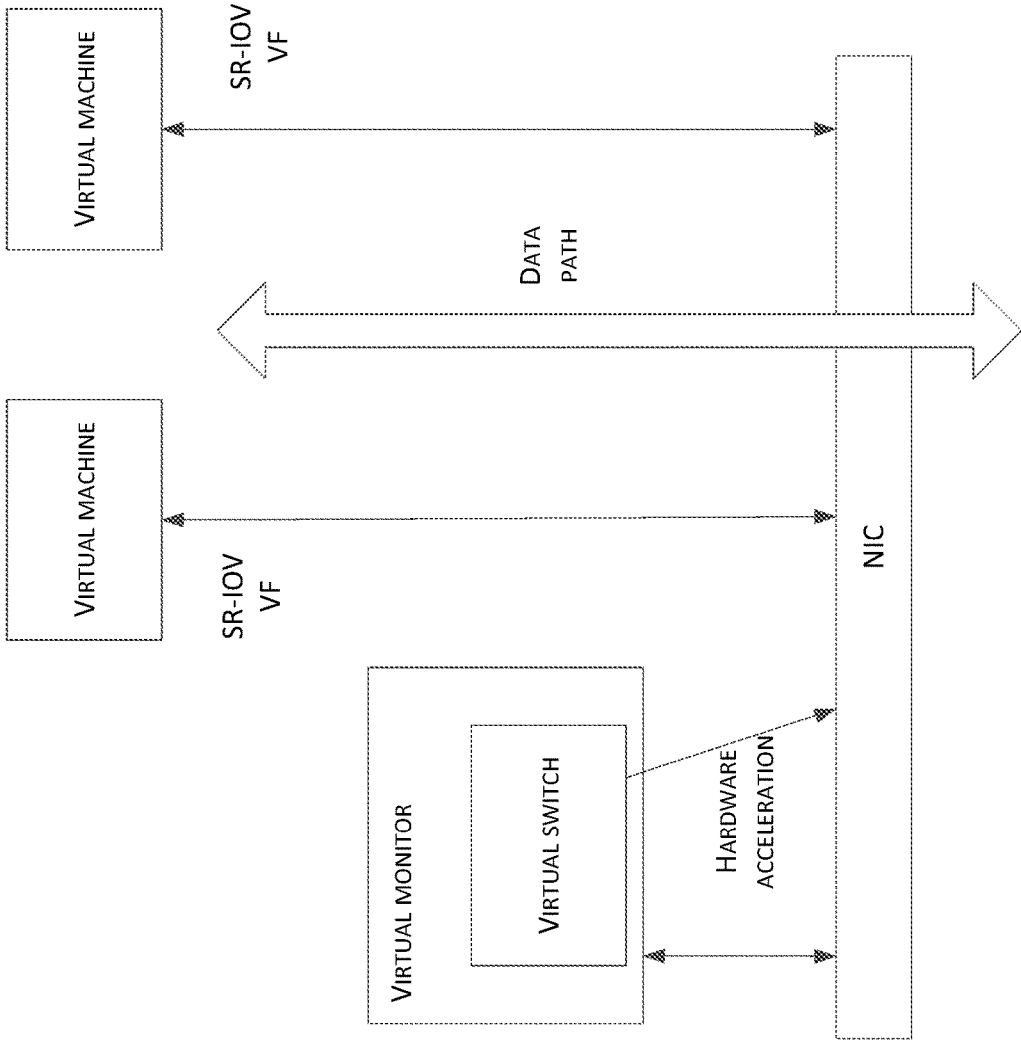 VIRTUAL MACHINE
SR-IOV
VF
DATA
PATH
VIRTUAL MACHINE
SR-IOV
VF
NIC
VIRTUAL MONITOR
VIRTUAL SWITCH
HARDWARE
ACCELERATION